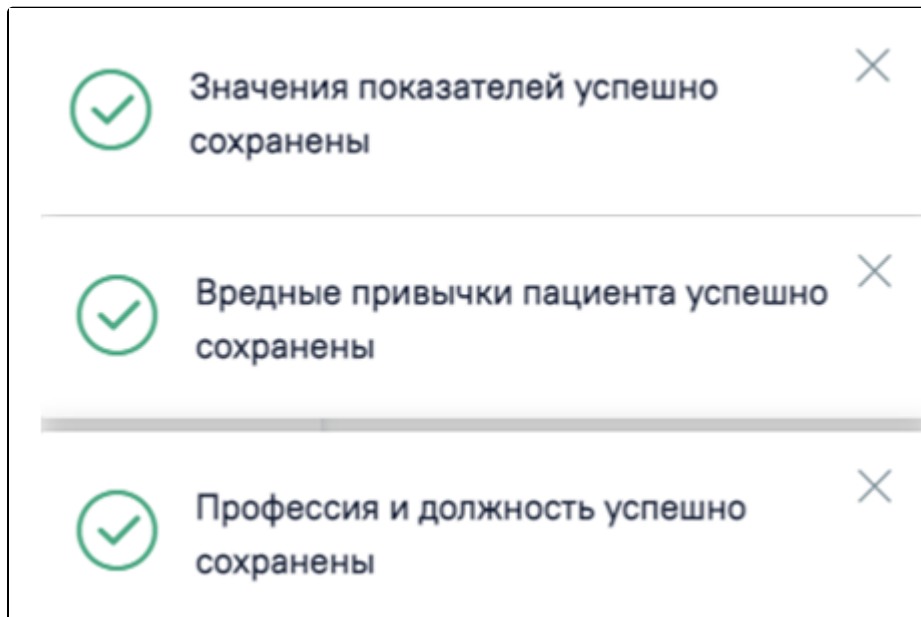 Значения показателей успешно
сохранены
Вредные привычки пациента успешно
сохранены
Профессия и должность успешно
сохранены